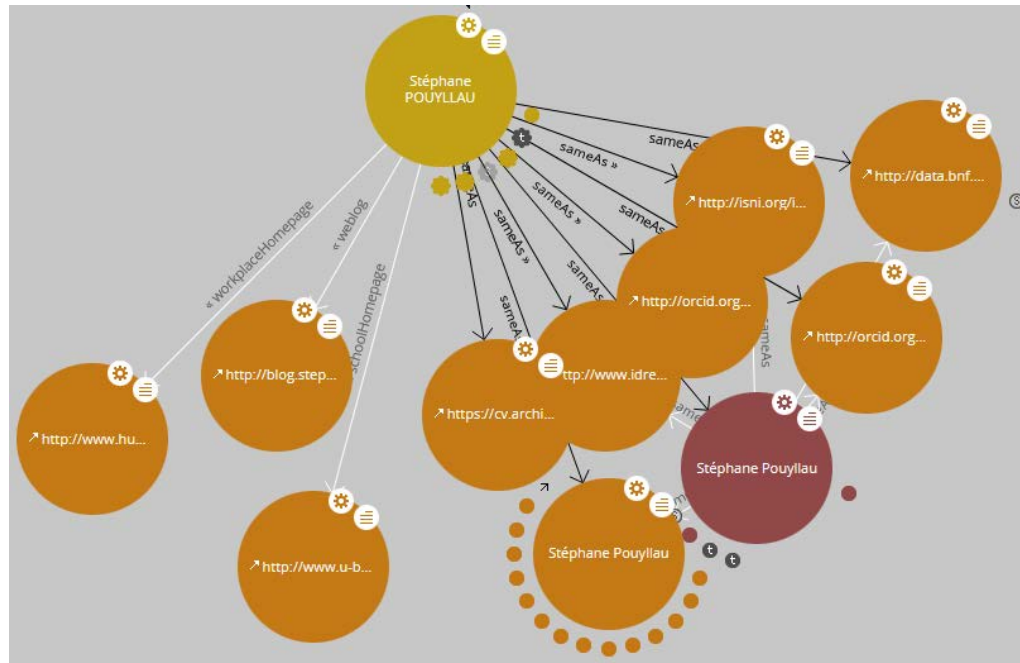 Stéphane
POUYLLAU
sameAs
sameAs »
sameAs »
sameAs
sameAs »
sameAs
sameAs
« workplaceHomepage
« weblog
schoolHomepage
↗ http://data.bnf....
↗ http://isni.org/i...
↗ http://orcid.org...
↗ http://orcid.org...
sameAs
↗ http://blog.step...
↗ http://www.hu...
↗ https://cv.archi...
ttp://www.idre...
Stéphane Pouyllau
Stéphane Pouyllau
↗ http://www.u-b...
t
t
t